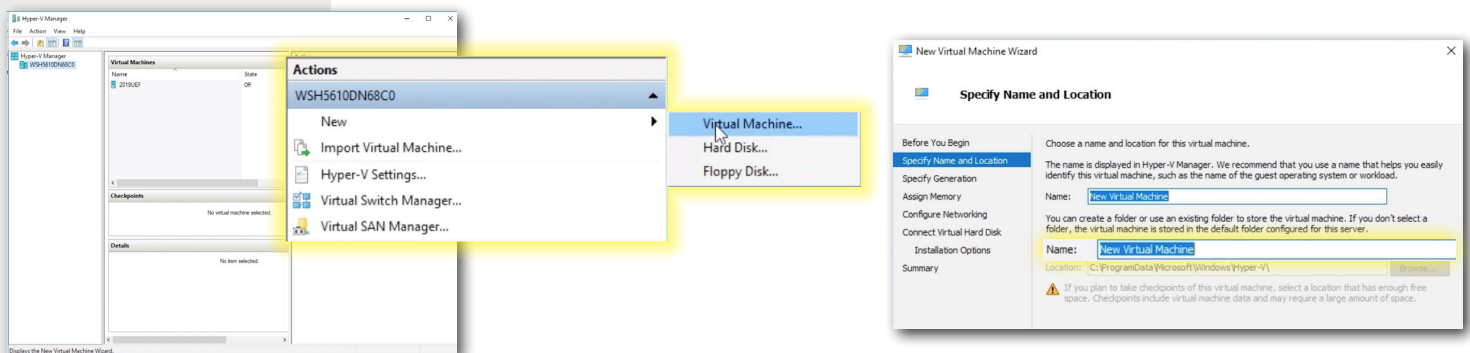 Hyper-V Manager
File Action View Help
Hyper-V Manager
WSH5610DN68C0
Virtual Machines
Name State
2019UEF Off
Checkpoints
No virtual machine selected.
Details
No item selected.
Displays the New Virtual Machine Wizard.
Actions
WSH5610DN68C0
New
Import Virtual Machine...
Hyper-V Settings...
Virtual Switch Manager...
Virtual SAN Manager...
Virtual Machine...
Hard Disk...
Floppy Disk...
New Virtual Machine Wizard
Specify Name and Location
Before You Begin
Specify Name and Location
Specify Generation
Assign Memory
Configure Networking
Connect Virtual Hard Disk
Installation Options
Summary
Choose a name and location for this virtual machine.
The name is displayed in Hyper-V Manager. We recommend that you use a name that helps you easily
identify this virtual machine, such as the name of the guest operating system or workload.
Name: New Virtual Machine
You can create a folder or use an existing folder to store the virtual machine. If you don't select a
folder, the virtual machine is stored in the default folder configured for this server.
Name: New Virtual Machine
Location: C:\ProgramData\Microsoft\Windows\Hyper-V\ Browse...
If you plan to take checkpoints of this virtual machine, select a location that has enough free
space. Checkpoints include virtual machine data and may require a large amount of space.